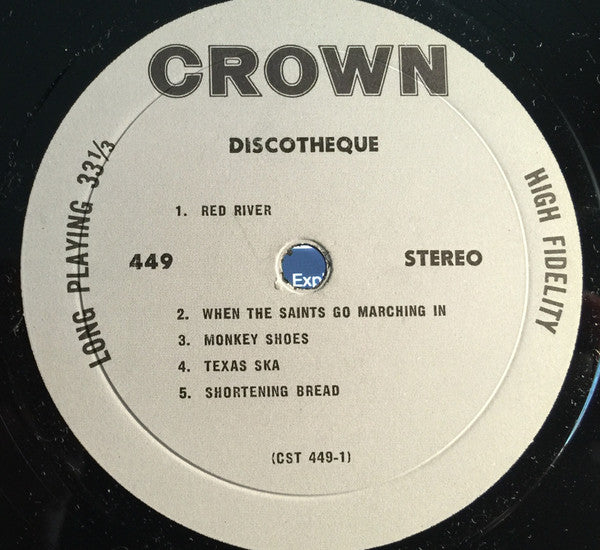 CROWN
DISCOTHEQUE
LONG PLAYING 33⅓
HIGH FIDELITY
1. RED RIVER
449
STEREO
Exp
2. WHEN THE SAINTS GO MARCHING IN
3. MONKEY SHOES
4. TEXAS SKA
5. SHORTENING BREAD
(CST 449-1)